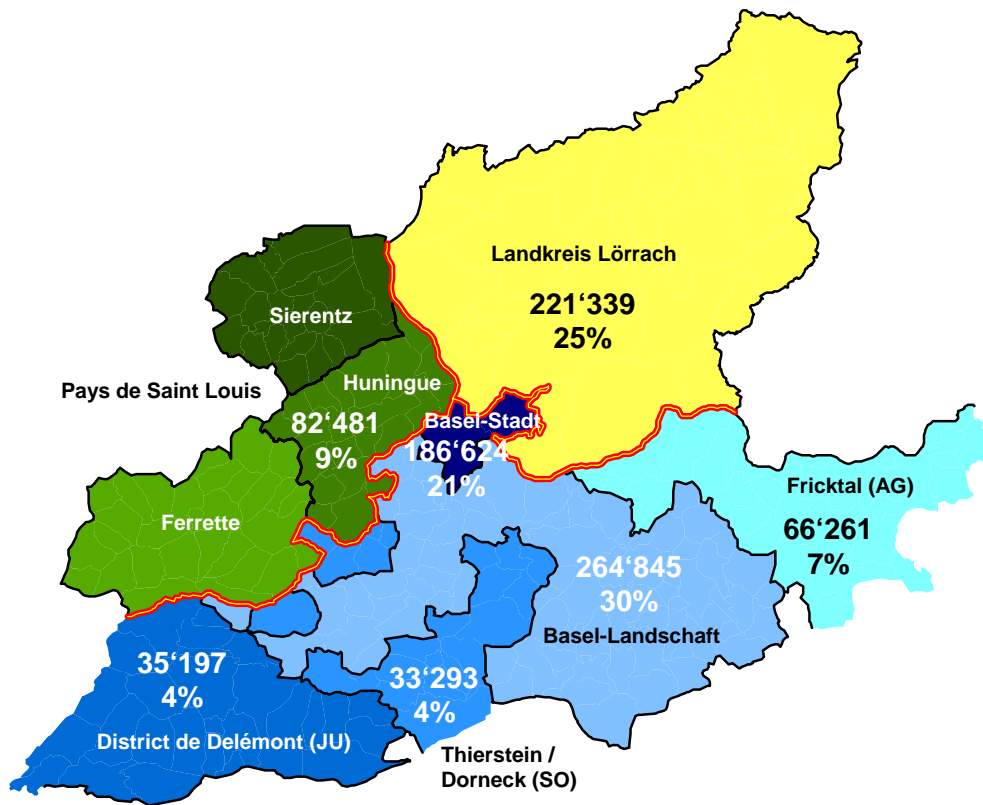 Landkreis Lörrach
221‘339
25%
Sierentz
Pays de Saint Louis
Huningue
82‘481
9%
Basel-Stadt
186‘624
21%
Ferrette
Fricktal (AG)
66‘261
7%
264‘845
30%
Basel-Landschaft
35‘197
4%
District de Delémont (JU)
33‘293
4%
Thierstein /
Dorneck (SO)